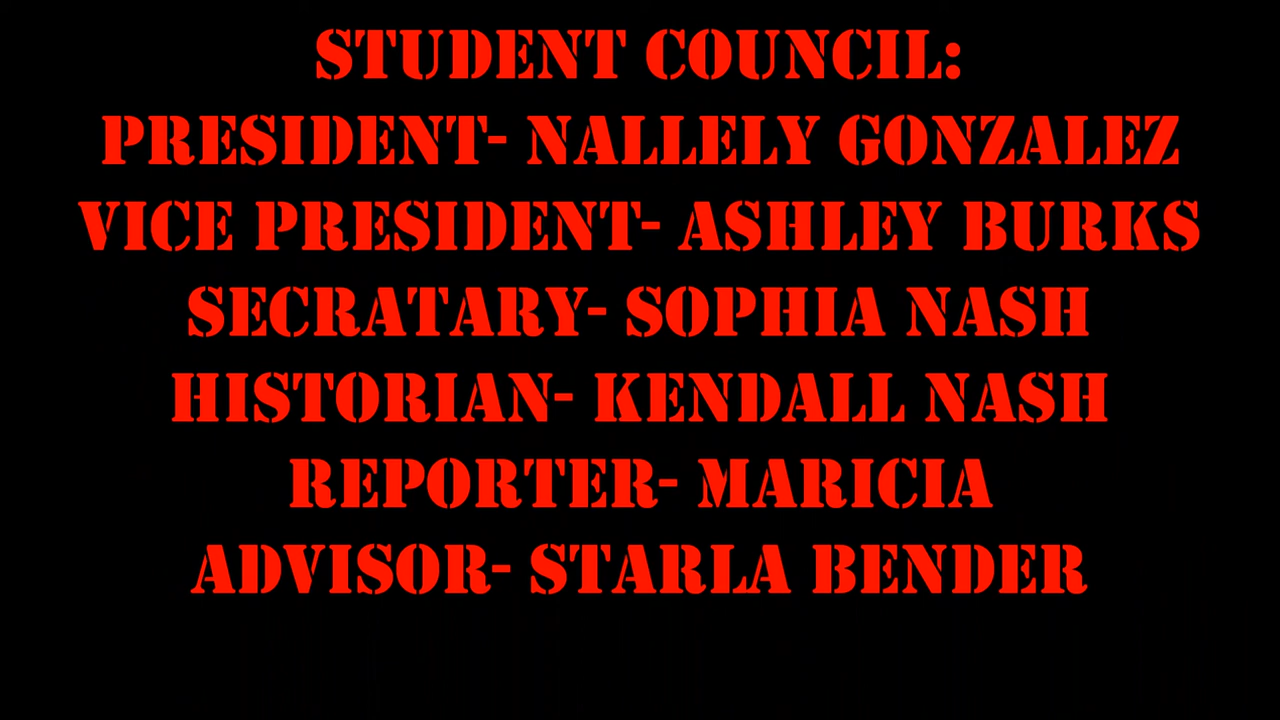 STUDENT COUNCIL:
PRESIDENT- NALLELY GONZALEZ
VICE PRESIDENT- ASHLEY BURKS
SECRATARY- SOPHIA NASH
HISTORIAN- KENDALL NASH
REPORTER- MARICIA
ADVISOR- STARLA BENDER